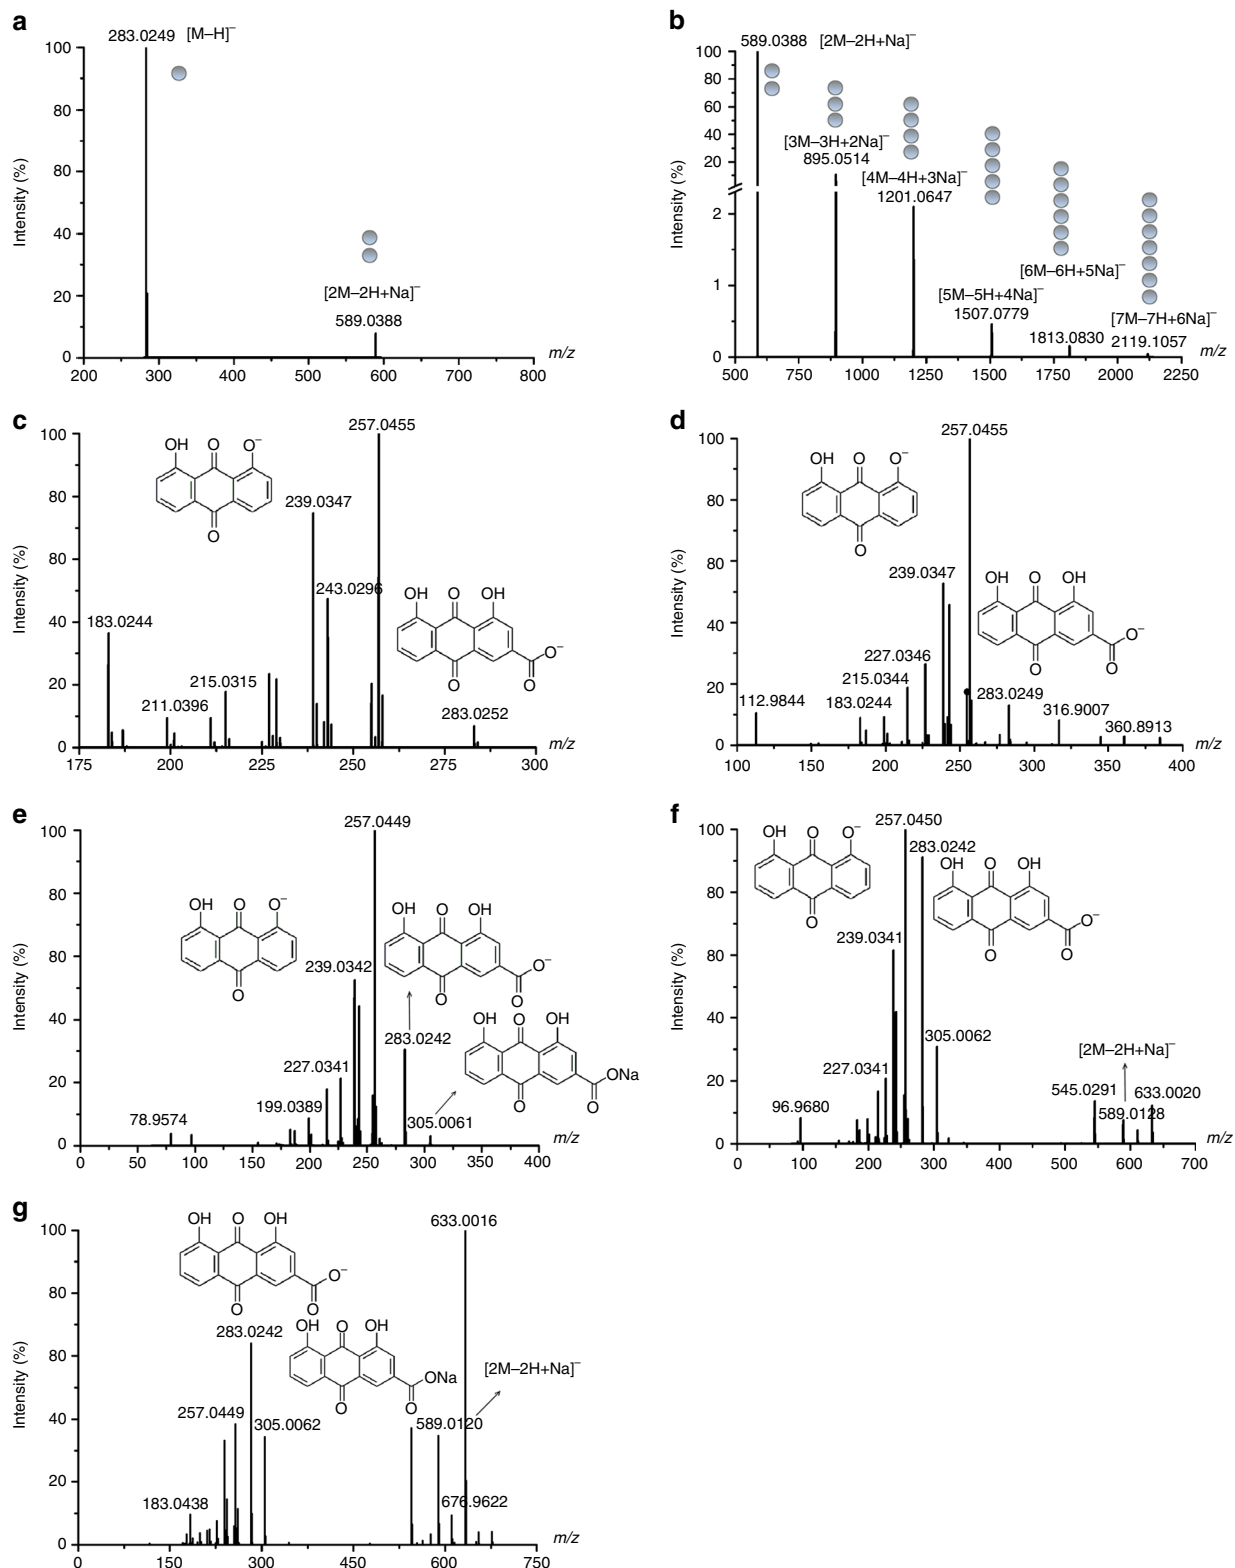 a
283.0249 [M–H]⁻
100
80
80
40
20
0
200 300 400 500 600 700 800
m/z
Intensity (%)
[2M–2H+Na]⁻
589.0388
b
589.0388 [2M–2H+Na]⁻
100
80
60
40
20
2
1
0
500 750 1000 1250 1500 1750 2000 2250
m/z
Intensity (%)
[3M–3H+2Na]⁻
895.0514
[4M–4H+3Na]⁻
1201.0647
[5M–5H+4Na]⁻
1507.0779
[6M–6H+5Na]⁻
1813.0830
[7M–7H+6Na]⁻
2119.1057
c
257.0455
100
80
60
40
20
0
175 200 225 250 275 300
m/z
Intensity (%)
OH O O⁻
O
239.0347
243.0296
183.0244
215.0315
211.0396
283.0252
OH O OH
O⁻
O O
d
257.0455
100
80
60
40
20
0
100 150 200 250 300 350 400
m/z
Intensity (%)
OH O O⁻
O
239.0347
227.0346
215.0344
183.0244
112.9844
283.0249
316.9007
360.8913
OH O OH
O⁻
O O
e
257.0449
100
80
60
40
20
0
0 50 100 150 200 250 300 350 400
m/z
Intensity (%)
OH O O⁻
O
239.0342
227.0341
199.0389
78.9574
283.0242
305.0061
OH O OH
O⁻
O O
OH O OH
ONa
O O
f
257.0450
283.0242
100
80
60
40
20
0
0 100 200 300 400 500 600 700
m/z
Intensity (%)
OH O O⁻
O
OH O OH
O⁻
O O
239.0341
305.0062
227.0341
96.9680
[2M–2H+Na]⁻
545.0291
589.0128
633.0020
g
633.0016
100
80
60
40
20
0
0 150 300 450 600 750
m/z
Intensity (%)
OH O OH
O⁻
O O
283.0242
OH O OH
ONa
O O
257.0449
305.0062
183.0438
[2M–2H+Na]⁻
589.0120
676.9622